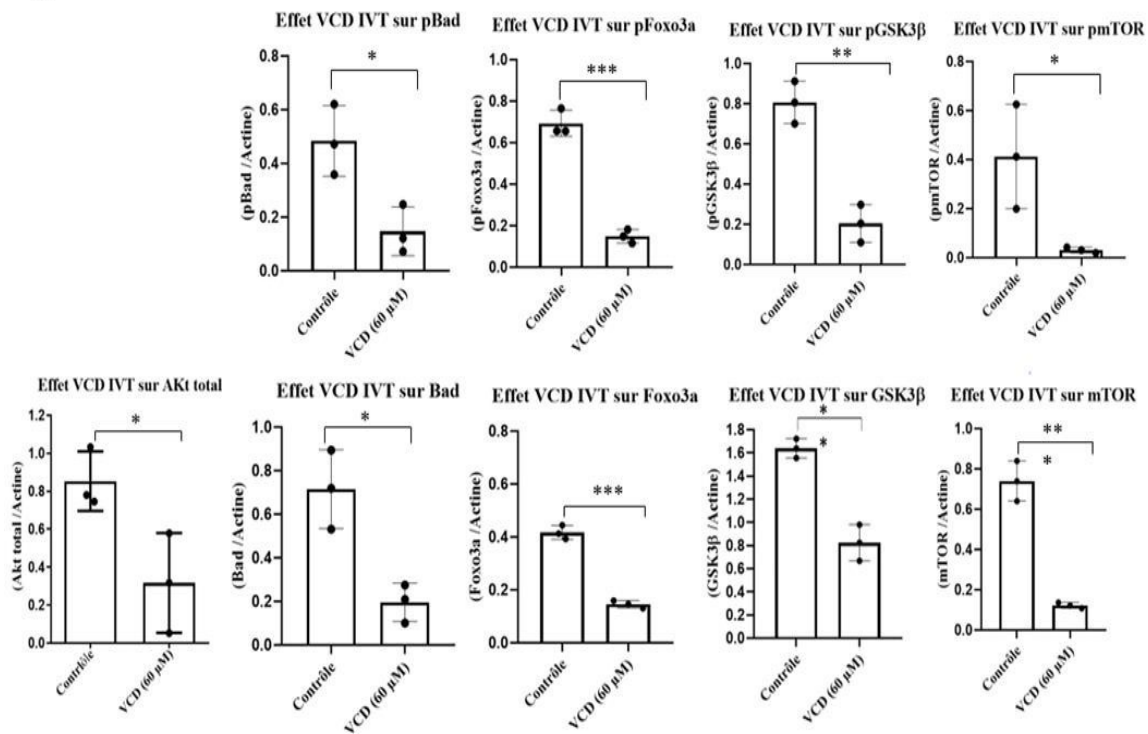 Effet VCD IVT sur pBad
*
(pBad /Actine)
0.8
0.6
0.4
0.2
0.0
Contrôle
VCD (60 µM)
Effet VCD IVT sur pFoxo3a
***
(pFoxo3a /Actine)
1.0
0.8
0.6
0.4
0.2
0.0
Contrôle
VCD (60 µM)
Effet VCD IVT sur pGSK3β
**
(pGSK3β /Actine)
1.0
0.8
0.6
0.4
0.2
0.0
Contrôle
VCD (60 µM)
Effet VCD IVT sur pmTOR
*
(pmTOR /Actine)
0.8
0.6
0.4
0.2
0.0
Contrôle
VCD (60 µM)
Effet VCD IVT sur AKt total
*
(Akt total /Actine)
1.2
1.0
0.8
0.6
0.4
0.2
0.0
Contrôle
VCD (60 µM)
Effet VCD IVT sur Bad
*
(Bad /Actine)
1.0
0.8
0.6
0.4
0.2
0.0
Contrôle
VCD (60 µM)
Effet VCD IVT sur Foxo3a
***
(Foxo3a /Actine)
0.8
0.6
0.4
0.2
0.0
Contrôle
VCD (60 µM)
Effet VCD IVT sur GSK3β
*
*
(GSK3β /Actine)
1.8
1.6
1.4
1.2
1.0
0.8
0.6
0.4
0.2
0.0
Contrôle
VCD (60 µM)
Effet VCD IVT sur mTOR
**
*
(mTOR /Actine)
1.0
0.8
0.6
0.4
0.2
0.0
Contrôle
VCD (60 µM)